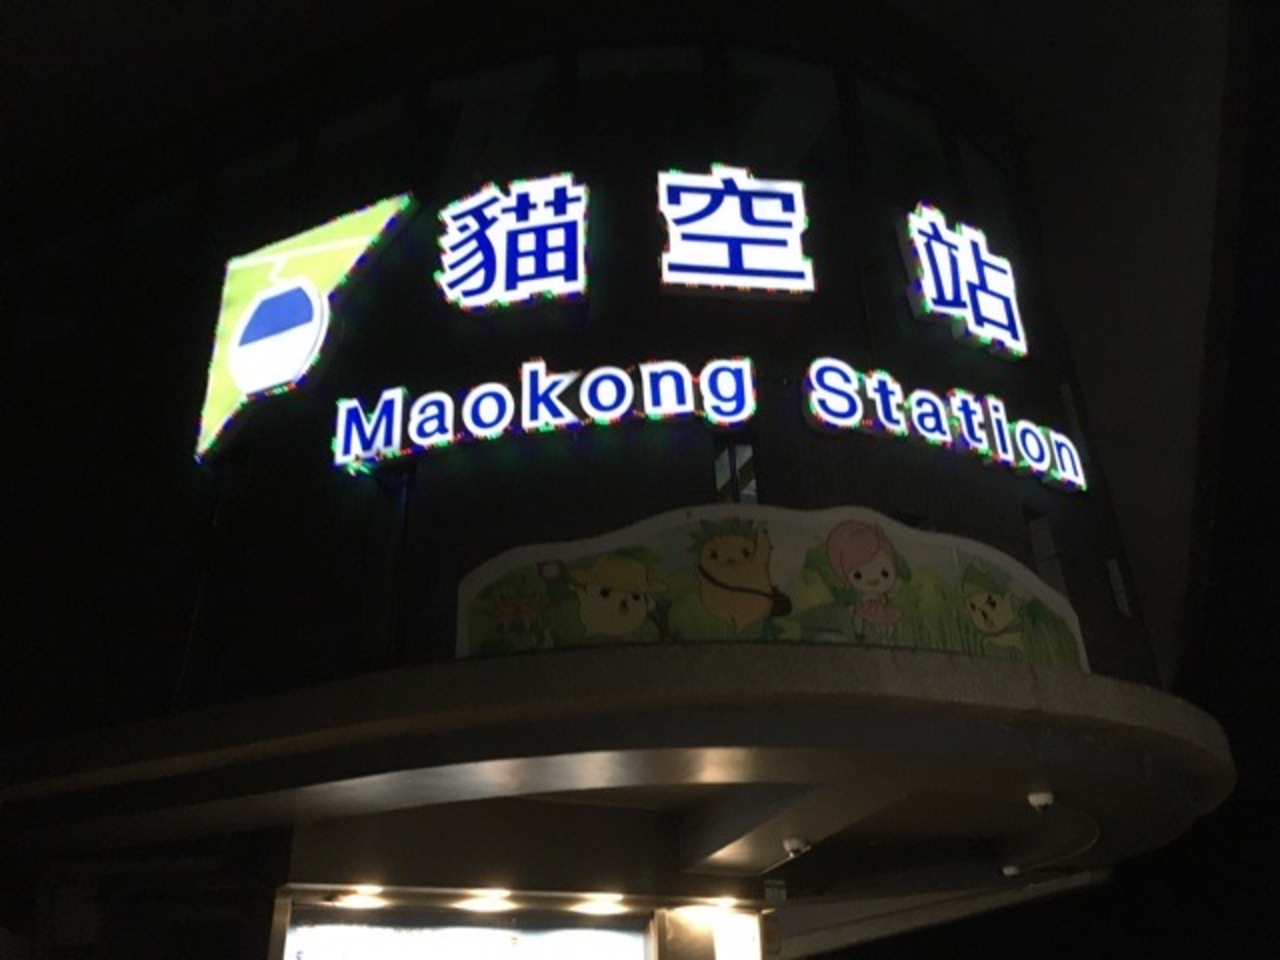 貓空站
Maokong Station